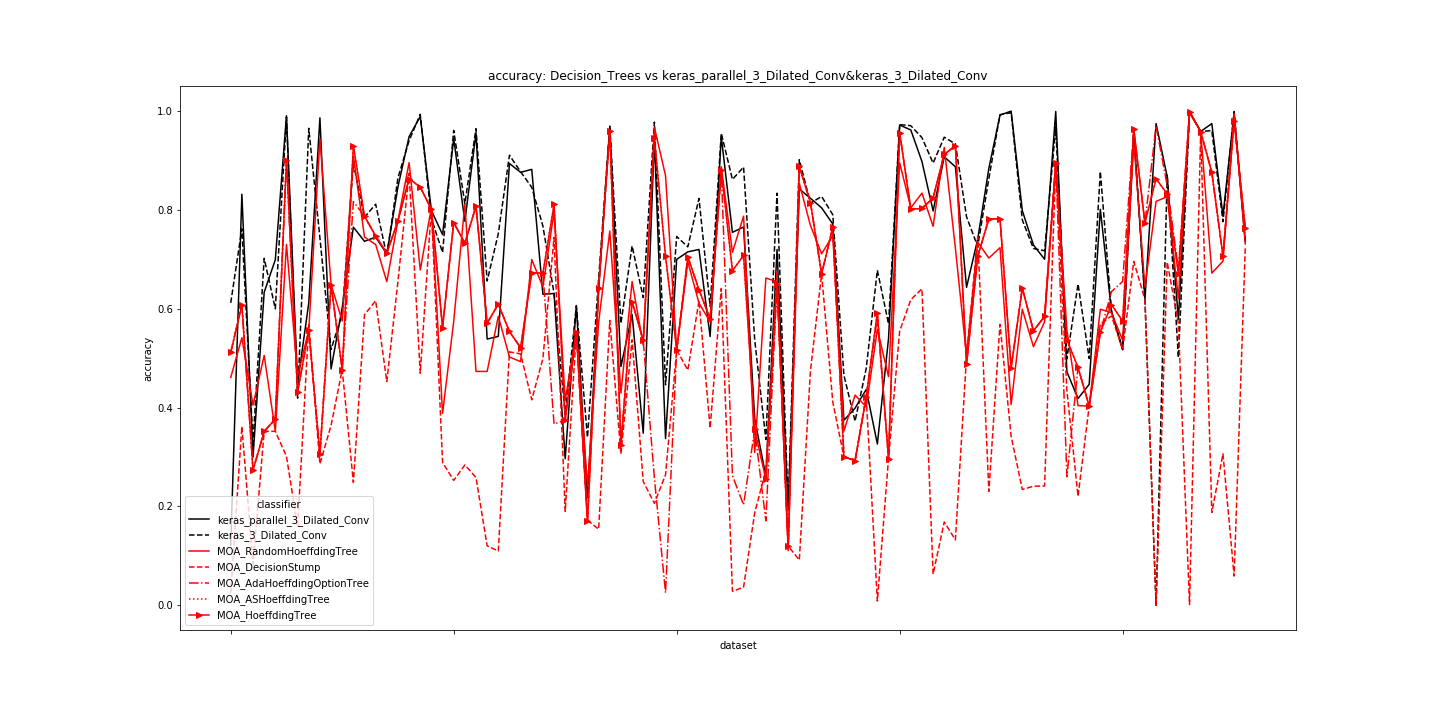 accuracy: Decision_Trees vs keras_parallel_3_Dilated_Conv&keras_3_Dilated_Conv
1.0
0.8
0.6
0.4
0.2
0.0
accuracy
classifier
keras_parallel_3_Dilated_Conv
keras_3_Dilated_Conv
MOA_RandomHoeffdingTree
MOA_DecisionStump
MOA_AdaHoeffdingOptionTree
MOA_ASHoeffdingTree
MOA_HoeffdingTree
dataset